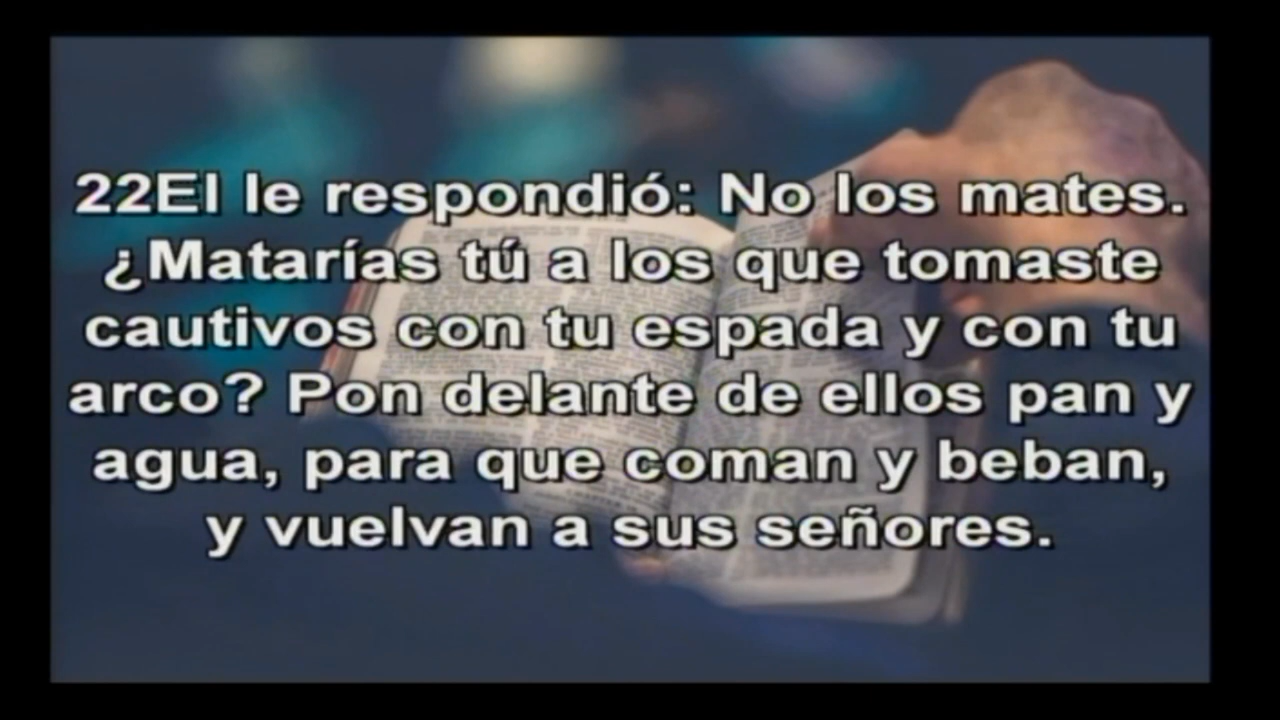 22El le respondió: No los mates.
¿Matarías tú a los que tomaste
cautivos con tu espada y con tu
arco? Pon delante de ellos pan y
agua, para que coman y beban,
y vuelvan a sus señores.